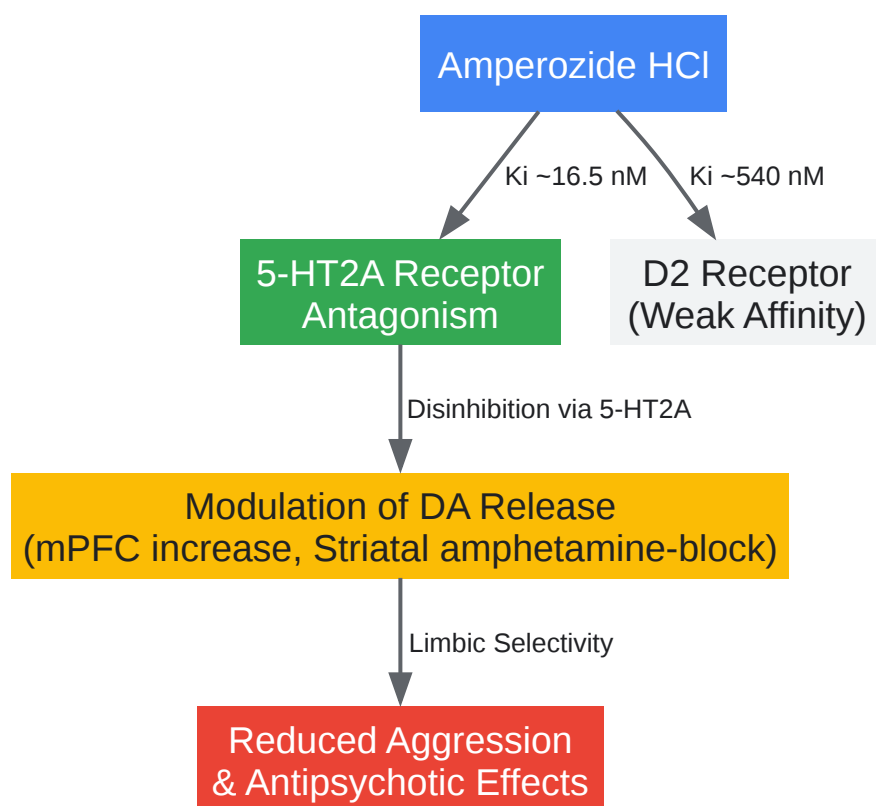 Amperozide HCl
Ki ~16.5 nM
Ki ~540 nM
5-HT2A Receptor
Antagonism
D2 Receptor
(Weak Affinity)
Disinhibition via 5-HT2A
Modulation of DA Release
(mPFC increase, Striatal amphetamine-block)
Limbic Selectivity
Reduced Aggression
& Antipsychotic Effects